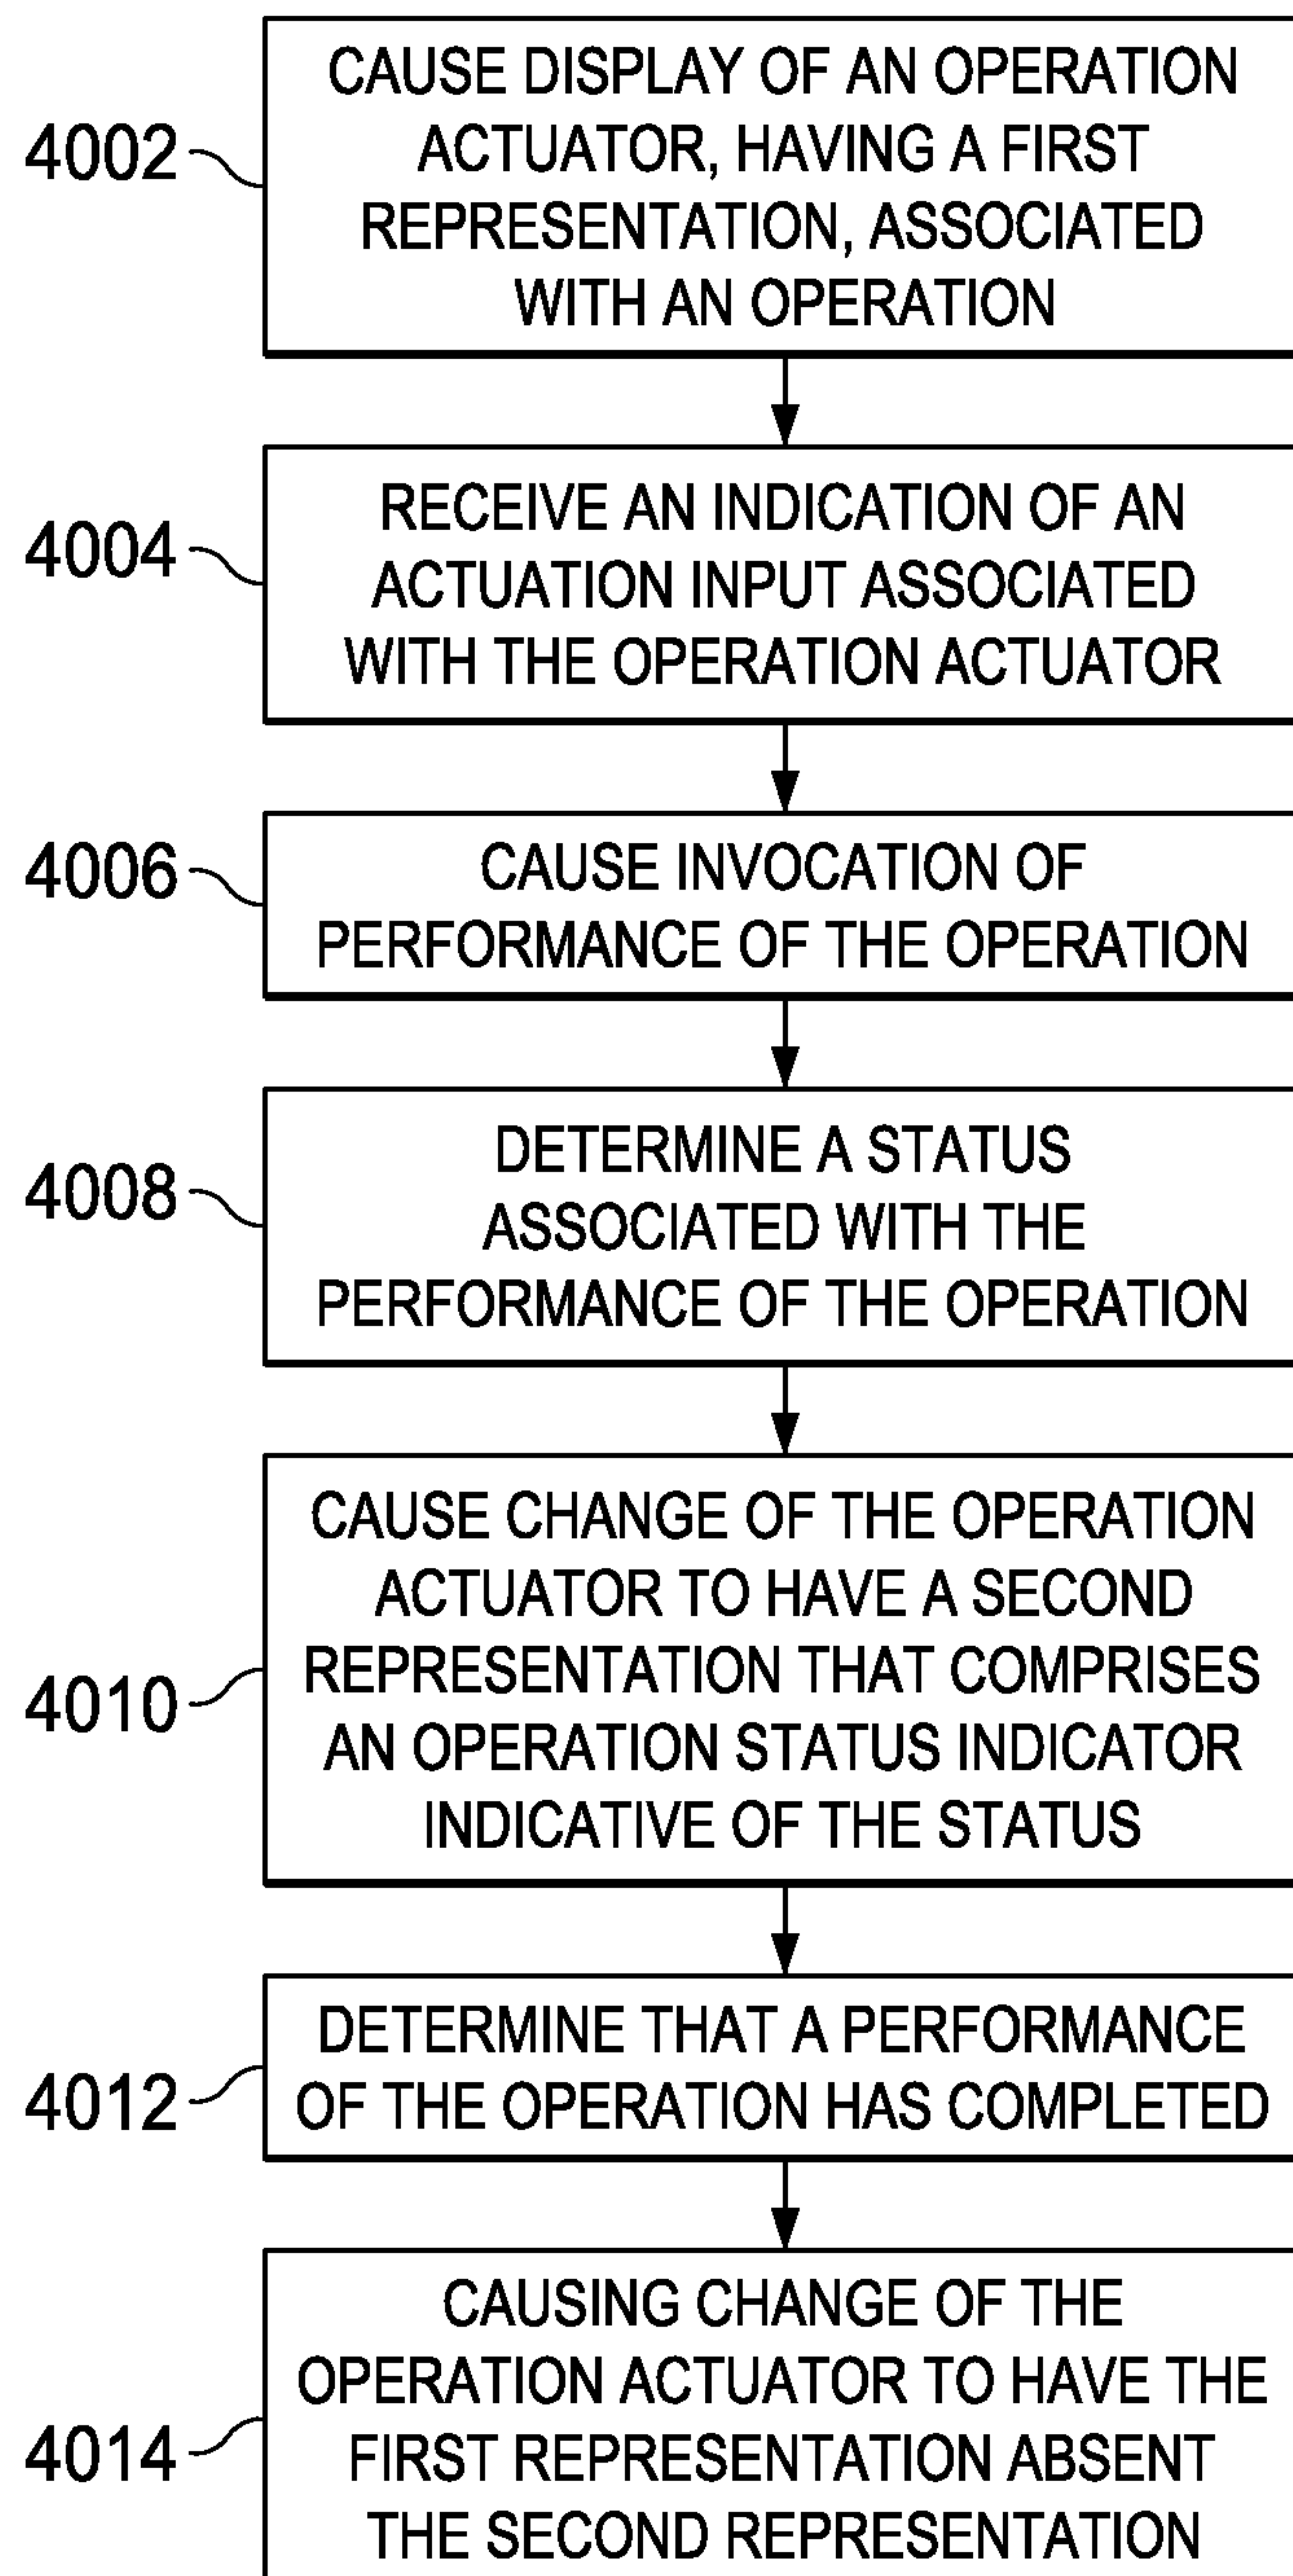 CAUSE DISPLAY OF AN OPERATION
4002
ACTUATOR, HAVING A FIRST
REPRESENTATION, ASSOCIATED
WITH AN OPERATION
RECEIVE AN INDICATION OF AN
4004
ACTUATION INPUT ASSOCIATED
WITH THE OPERATION ACTUATOR
4006
CAUSE INVOCATION OF
PERFORMANCE OF THE OPERATION
DETERMINE A STATUS
4008
ASSOCIATED WITH THE
PERFORMANCE OF THE OPERATION
CAUSE CHANGE OF THE OPERATION
ACTUATOR TO HAVE A SECOND
REPRESENTATION THAT COMPRISES
4010
AN OPERATION STATUS INDICATOR
INDICATIVE OF THE STATUS
DETERMINE THAT A PERFORMANCE
4012
OF THE OPERATION HAS COMPLETED
CAUSING CHANGE OF THE
OPERATION ACTUATOR TO HAVE THE
4014
FIRST REPRESENTATION ABSENT
THE SECOND REPRESENTATION